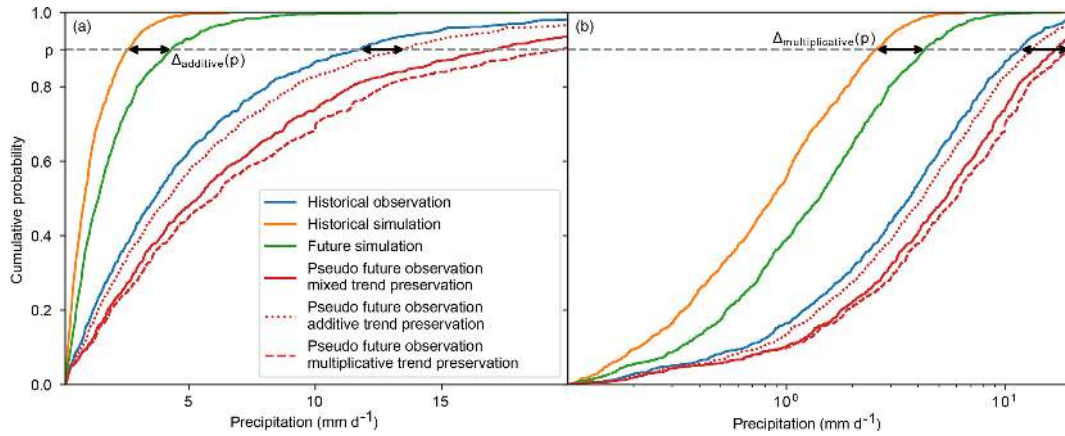 (a)
(b)
1.0
p
0.8
0.6
0.4
0.2
0.0
Cumulative probability
Δadditive(p)
Δmultiplicative(p)
Historical observation
Historical simulation
Future simulation
Pseudo future observation
mixed trend preservation
Pseudo future observation
additive trend preservation
Pseudo future observation
multiplicative trend preservation
5
10
15
10⁰
10¹
Precipitation (mm d⁻¹)
Precipitation (mm d⁻¹)